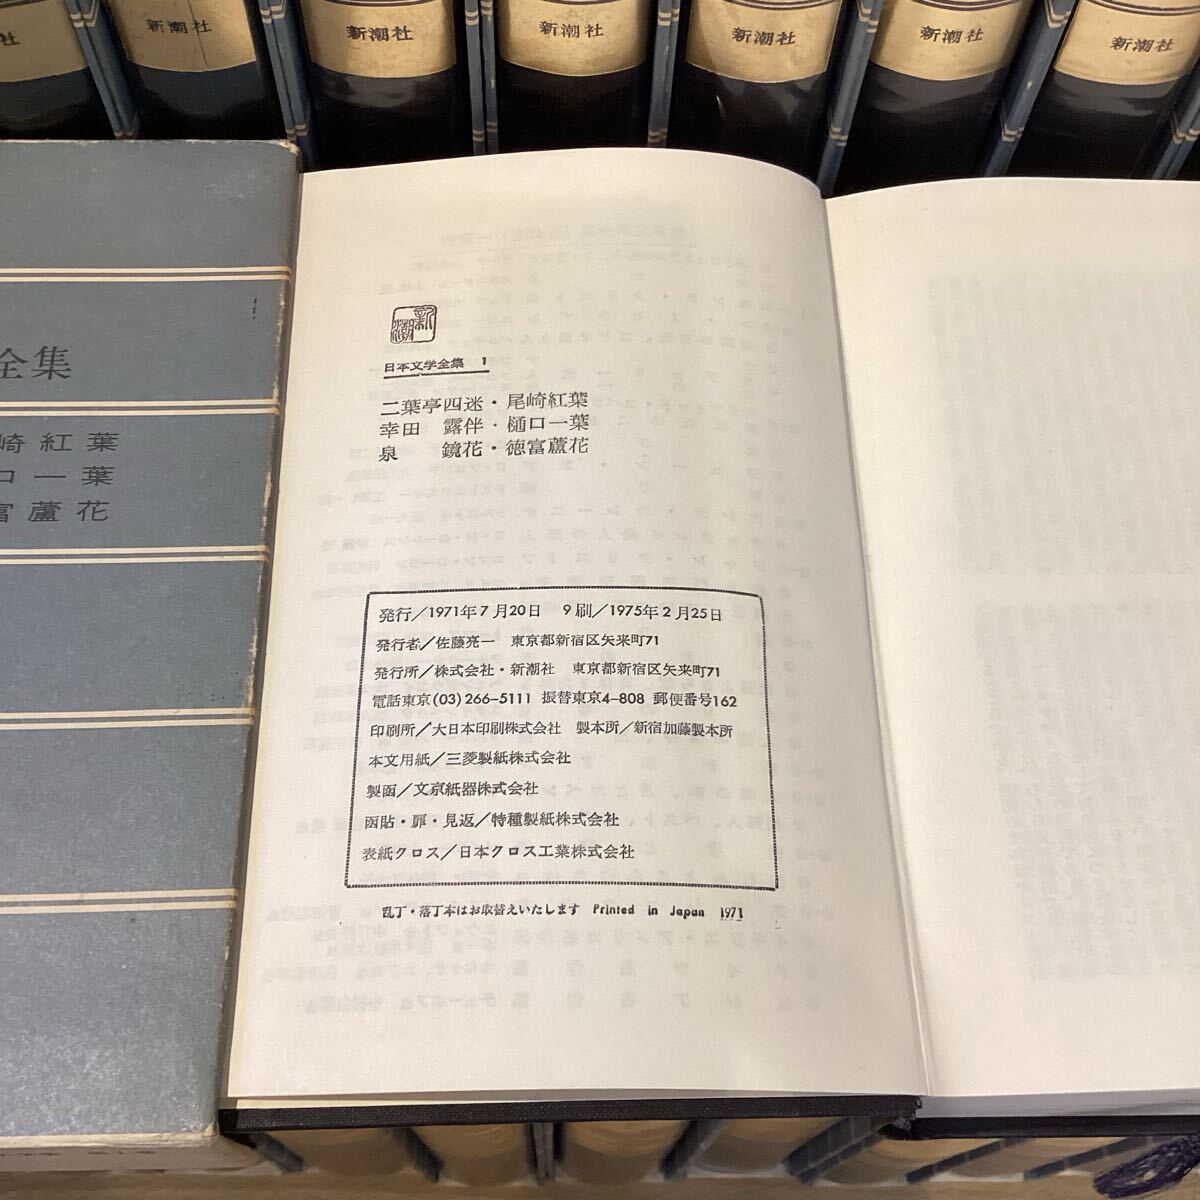 新潮社
新潮社
新潮社
新潮社
新潮社
新潮社
全集
崎紅葉
口一葉
富蘆花
新潮
日本文学全集 1
二葉亭四迷・尾崎紅葉
幸田 露伴・樋口一葉
泉 鏡花・徳富蘆花
発行/1971年7月20日 9刷/1975年2月25日
発行者/佐藤亮一 東京都新宿区矢来町71
発行所/株式会社・新潮社 東京都新宿区矢来町71
電話東京(03)266-5111 振替東京4-808 郵便番号162
印刷所/大日本印刷株式会社 製本所/新宿加藤製本所
本文用紙/三菱製紙株式会社
製函/文京紙器株式会社
函貼・扉・見返/特種製紙株式会社
表紙クロス/日本クロス工業株式会社
乱丁・落丁本はお取替えいたします Printed in Japan 1971